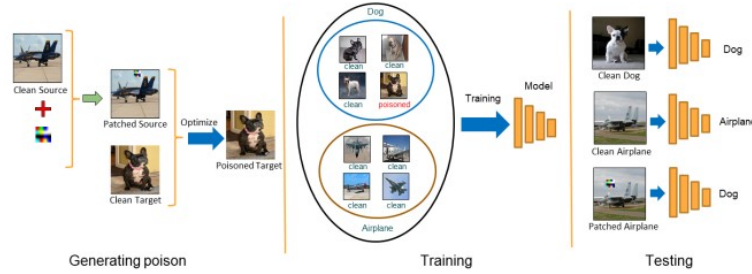 Clean Source
Patched Source
Clean Target
Optimize
Poisoned Target
Generating poison
Dog
clean
clean
clean
poisoned
clean
clean
clean
clean
Airplane
Training
Model
Training
Clean Dog
Dog
Clean Airplane
Airplane
Patched Airplane
Dog
Testing